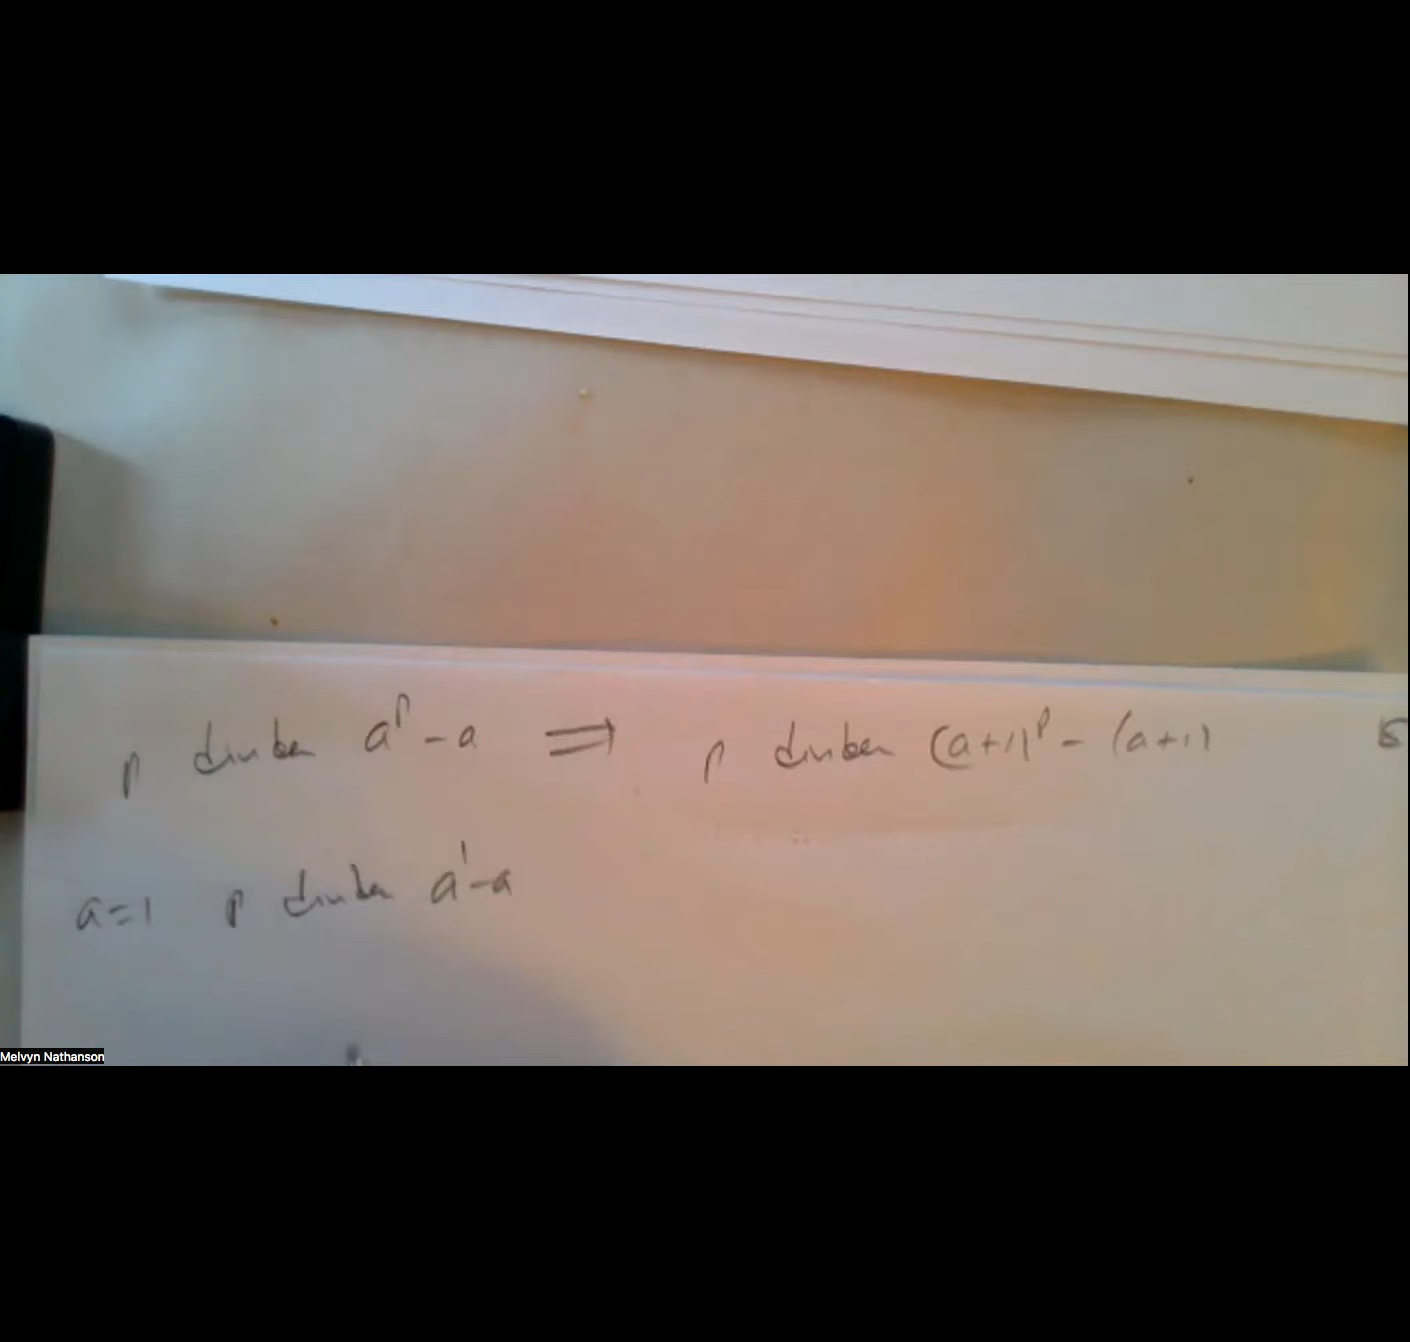 p divides a^p - a ⟹ p divides (a+1)^p - (a+1)
a=1 p divides a^1-a
Melvyn Nathanson